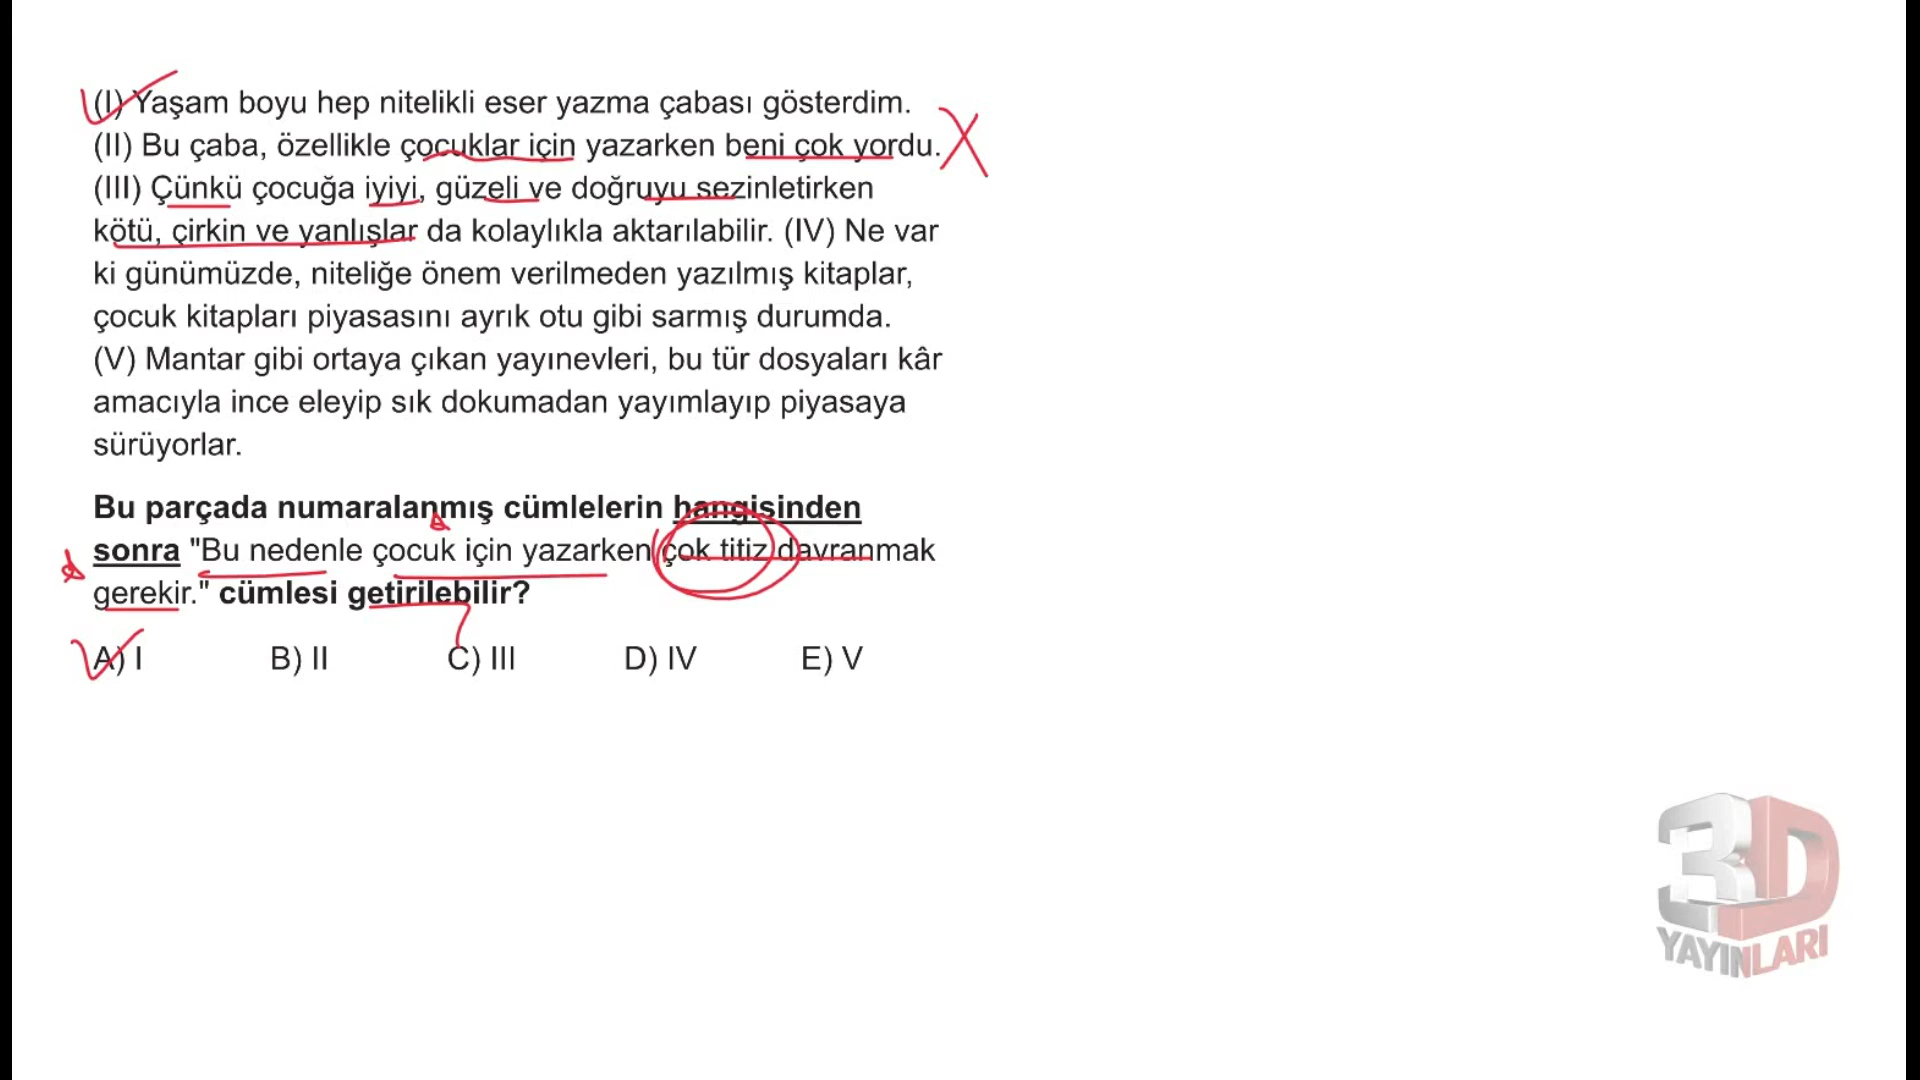 (I) Yaşam boyu hep nitelikli eser yazma çabası gösterdim.
(II) Bu çaba, özellikle çocuklar için yazarken beni çok yordu.
(III) Çünkü çocuğa iyiyi, güzeli ve doğruyu sezinletirken
kötü, çirkin ve yanlışlar da kolaylıkla aktarılabilir. (IV) Ne var
ki günümüzde, niteliğe önem verilmeden yazılmış kitaplar,
çocuk kitapları piyasasını ayrık otu gibi sarmış durumda.
(V) Mantar gibi ortaya çıkan yayınevleri, bu tür dosyaları kâr
amacıyla ince eleyip sık dokumadan yayımlayıp piyasaya
sürüyorlar.
Bu parçada numaralanmış cümlelerin hangisinden
sonra "Bu nedenle çocuk için yazarken çok titiz davranmak
gerekir." cümlesi getirilebilir?
A) I B) II C) III D) IV E) V
3D
YAYINLARI